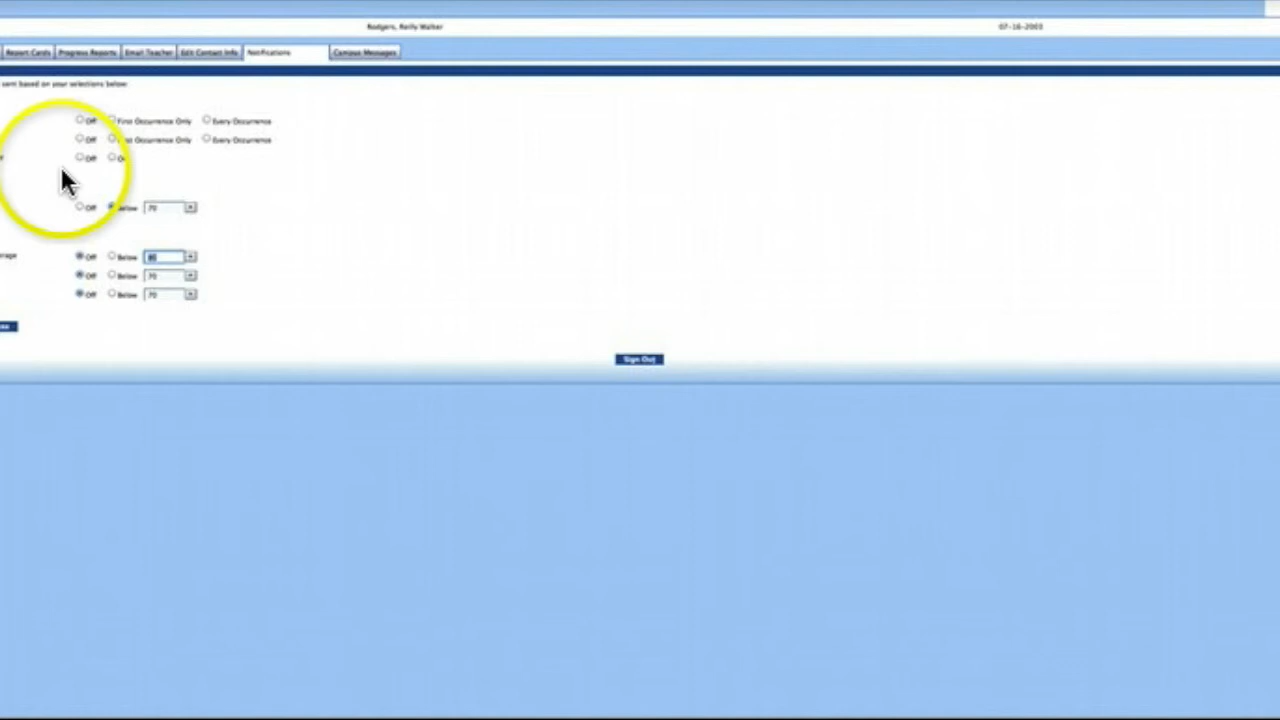 Rodgers, Reilly Walker 07-16-2003
Report Cards Progress Reports Email Teacher Edit Contact Info Notifications Campus Messages
sent based on your selections below.
Off First Occurrence Only Every Occurrence
Off First Occurrence Only Every Occurrence
Off
Off Below 70
Off Below
Off Below 70
Off Below 70
Sign Out